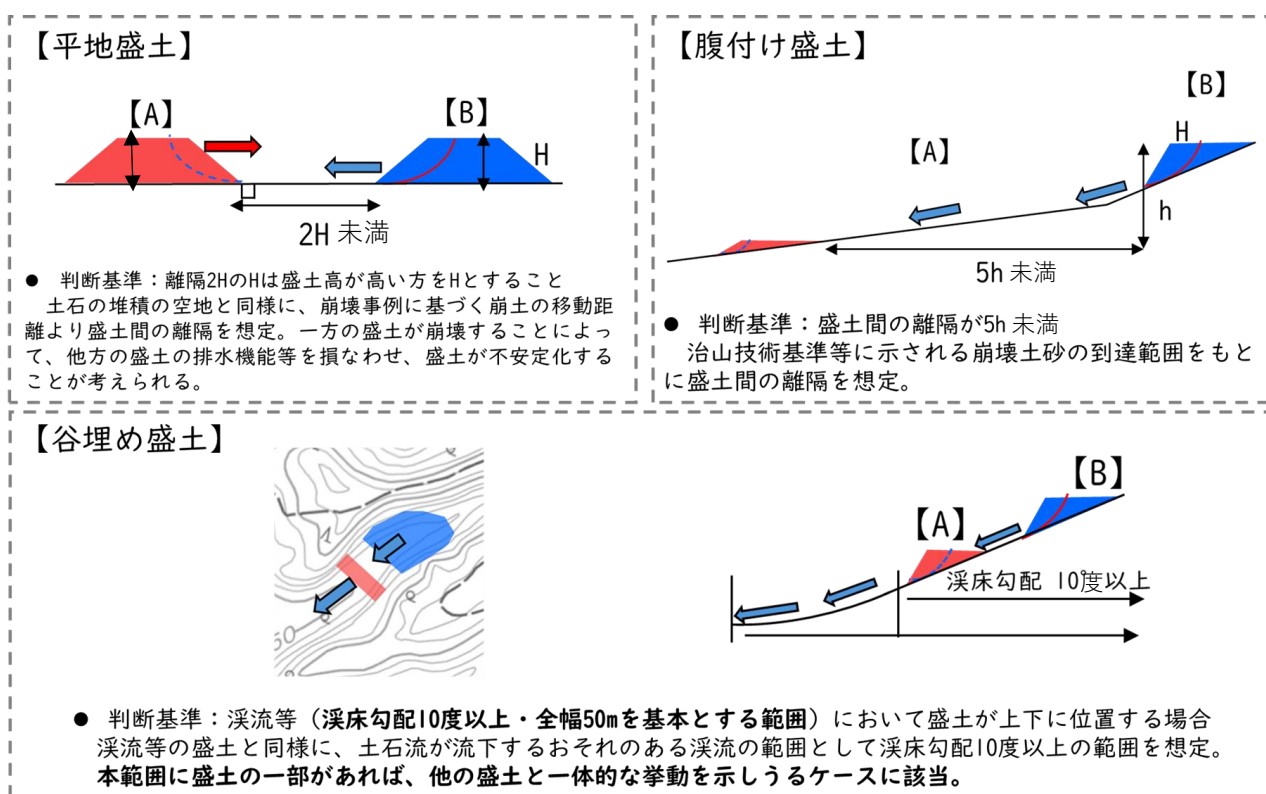 【平地盛土】
【A】
【B】
H
2H 未満
● 判断基準：離隔2HのHは盛土高が高い方をHとすること
土石の堆積の空地と同様に、崩壊事例に基づく崩土の移動距
離より盛土間の離隔を想定。一方の盛土が崩壊することによっ
て、他方の盛土の排水機能等を損なわせ、盛土が不安定化する
ことが考えられる。
【腹付け盛土】
【B】
H
【A】
h
5h 未満
● 判断基準：盛土間の離隔が5h 未満
治山技術基準等に示される崩壊土砂の到達範囲をもと
に盛土間の離隔を想定。
【谷埋め盛土】
50
【B】
【A】
渓床勾配 10度以上
● 判断基準：渓流等（渓床勾配10度以上・全幅50mを基本とする範囲）において盛土が上下に位置する場合
渓流等の盛土と同様に、土石流が流下するおそれのある渓流の範囲として渓床勾配10度以上の範囲を想定。
本範囲に盛土の一部があれば、他の盛土と一体的な挙動を示しうるケースに該当。